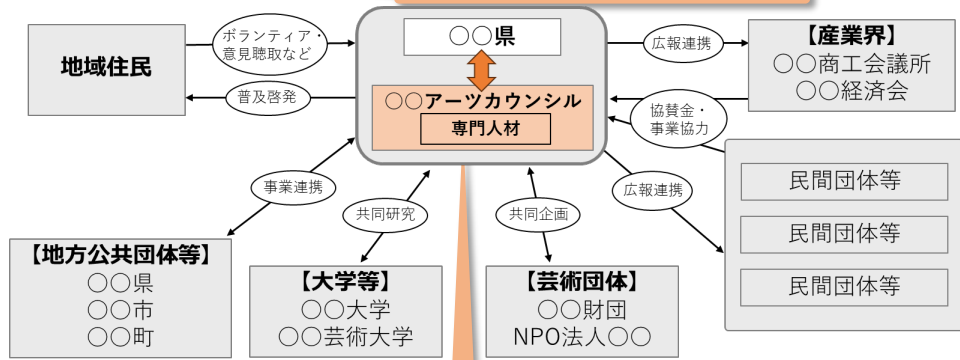 地域住民
ボランティア・
意見聴取など
普及啓発
○○県
○○アーツカウンシル
専門人材
広報連携
【産業界】
○○商工会議所
○○経済会
協賛金・
事業協力
事業連携
共同研究
共同企画
広報連携
民間団体等
民間団体等
民間団体等
【地方公共団体等】
○○県
○○市
○○町
【大学等】
○○大学
○○芸術大学
【芸術団体】
○○財団
NPO法人○○